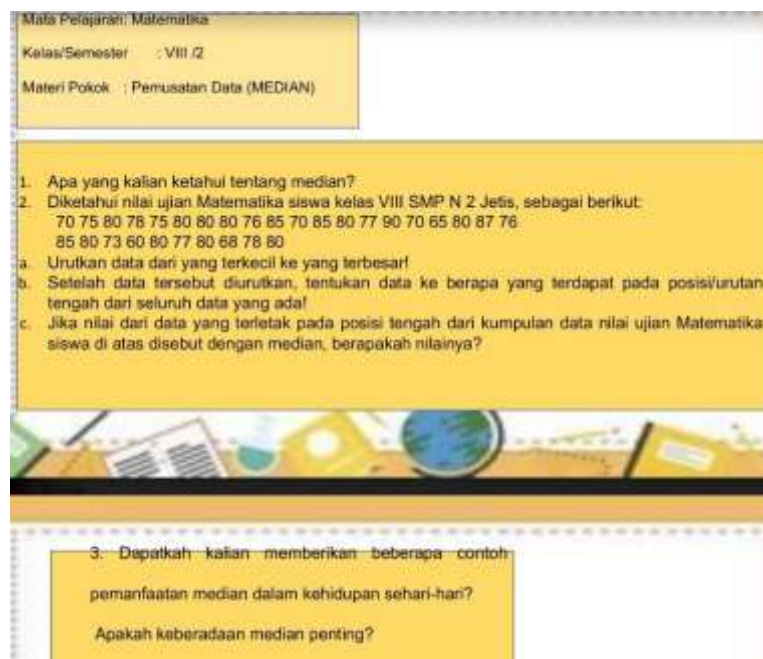 Mata Pelajaran: Matematika
Kelas/Semester : VIII /2
Materi Pokok : Pemusatan Data (MEDIAN)
1. Apa yang kalian ketahui tentang median?
2. Diketahui nilai ujian Matematika siswa kelas VIII SMP N 2 Jetis, sebagai berikut:
70 75 80 78 75 80 80 80 76 85 70 85 80 77 90 70 65 80 87 76
85 80 73 60 80 77 80 68 78 80
a. Urutkan data dari yang terkecil ke yang terbesar!
b. Setelah data tersebut diurutkan, tentukan data ke berapa yang terdapat pada posisi/urutan
tengah dari seluruh data yang ada!
c. Jika nilai dari data yang terletak pada posisi tengah dari kumpulan data nilai ujian Matematika
siswa di atas disebut dengan median, berapakah nilainya?
3. Dapatkah kalian memberikan beberapa contoh
pemanfaatan median dalam kehidupan sehari-hari?
Apakah keberadaan median penting?